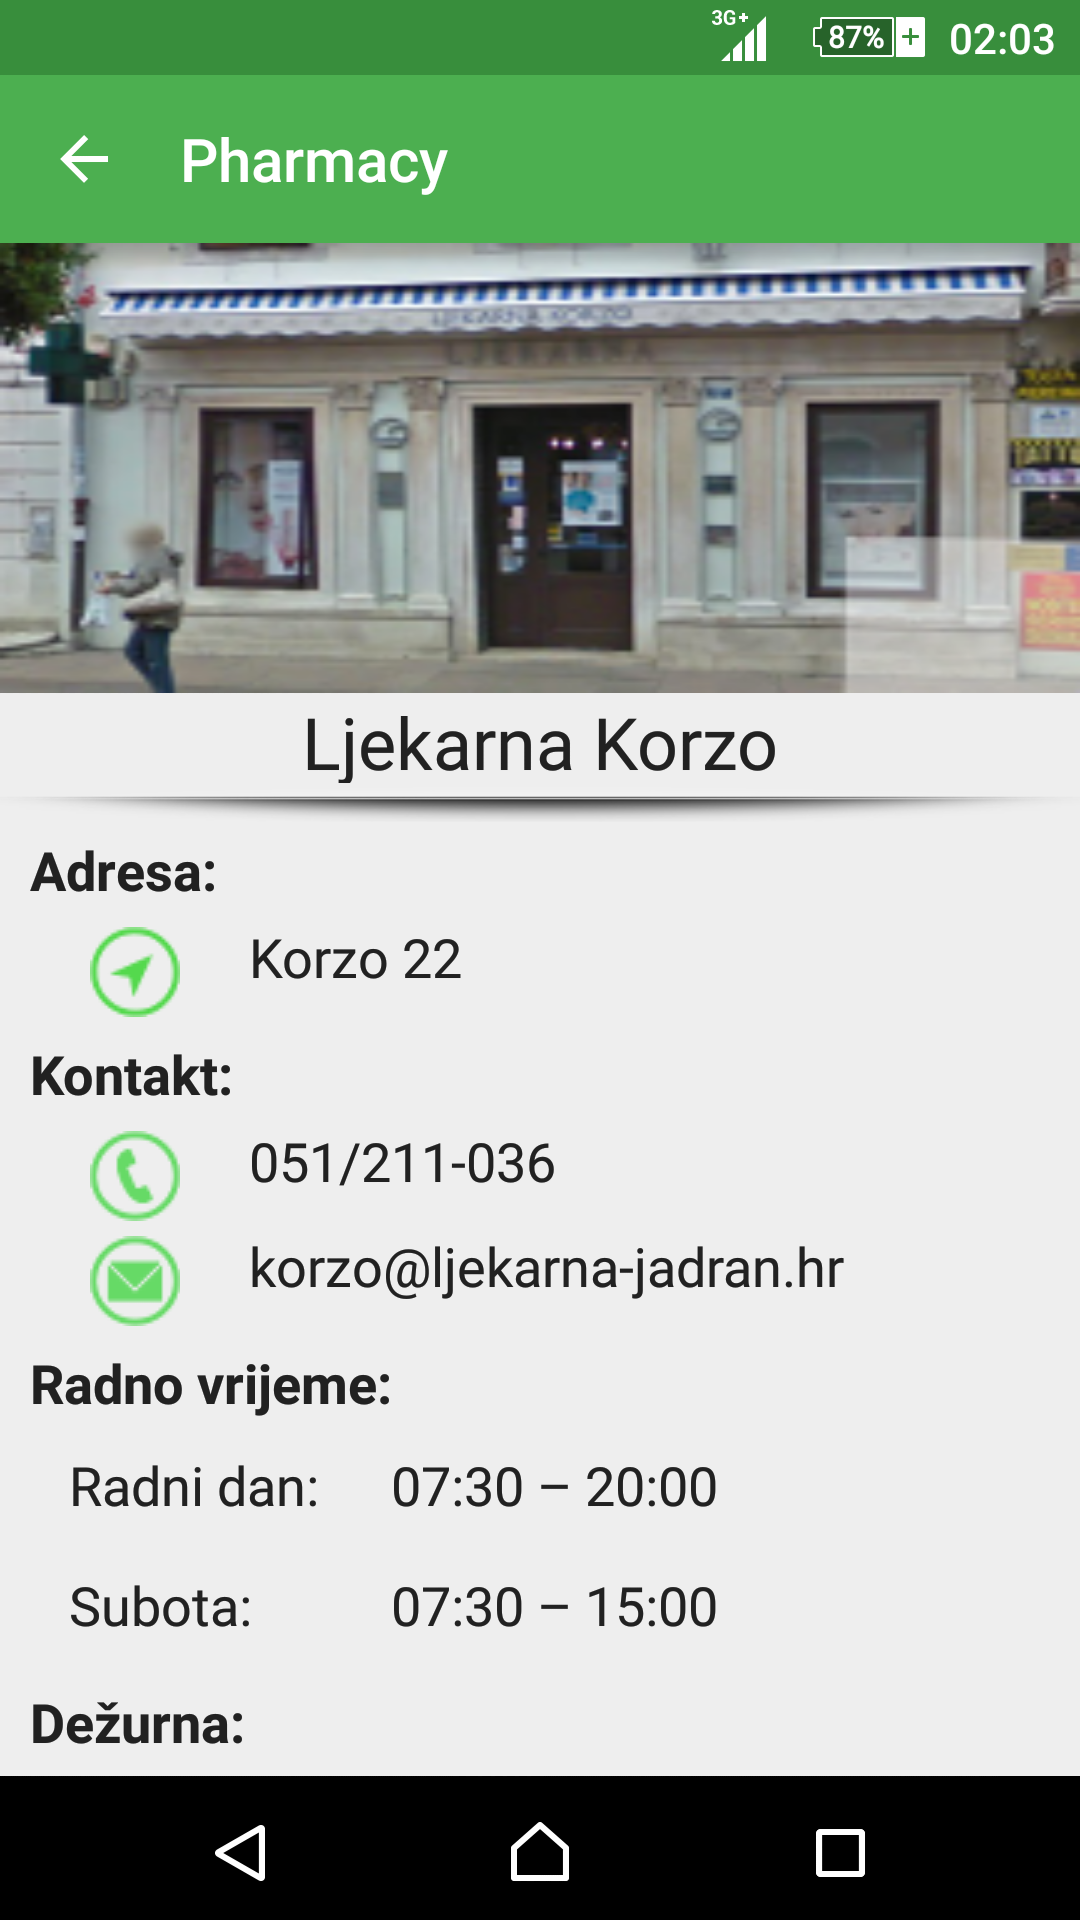 3G+ 87% 02:03
Pharmacy
LJEKARNA KORZO
LJEKARNA
Ljekarna Korzo
Adresa:
Korzo 22
Kontakt:
051/211-036
korzo@ljekarna-jadran.hr
Radno vrijeme:
Radni dan: 07:30 – 20:00
Subota: 07:30 – 15:00
Dežurna: